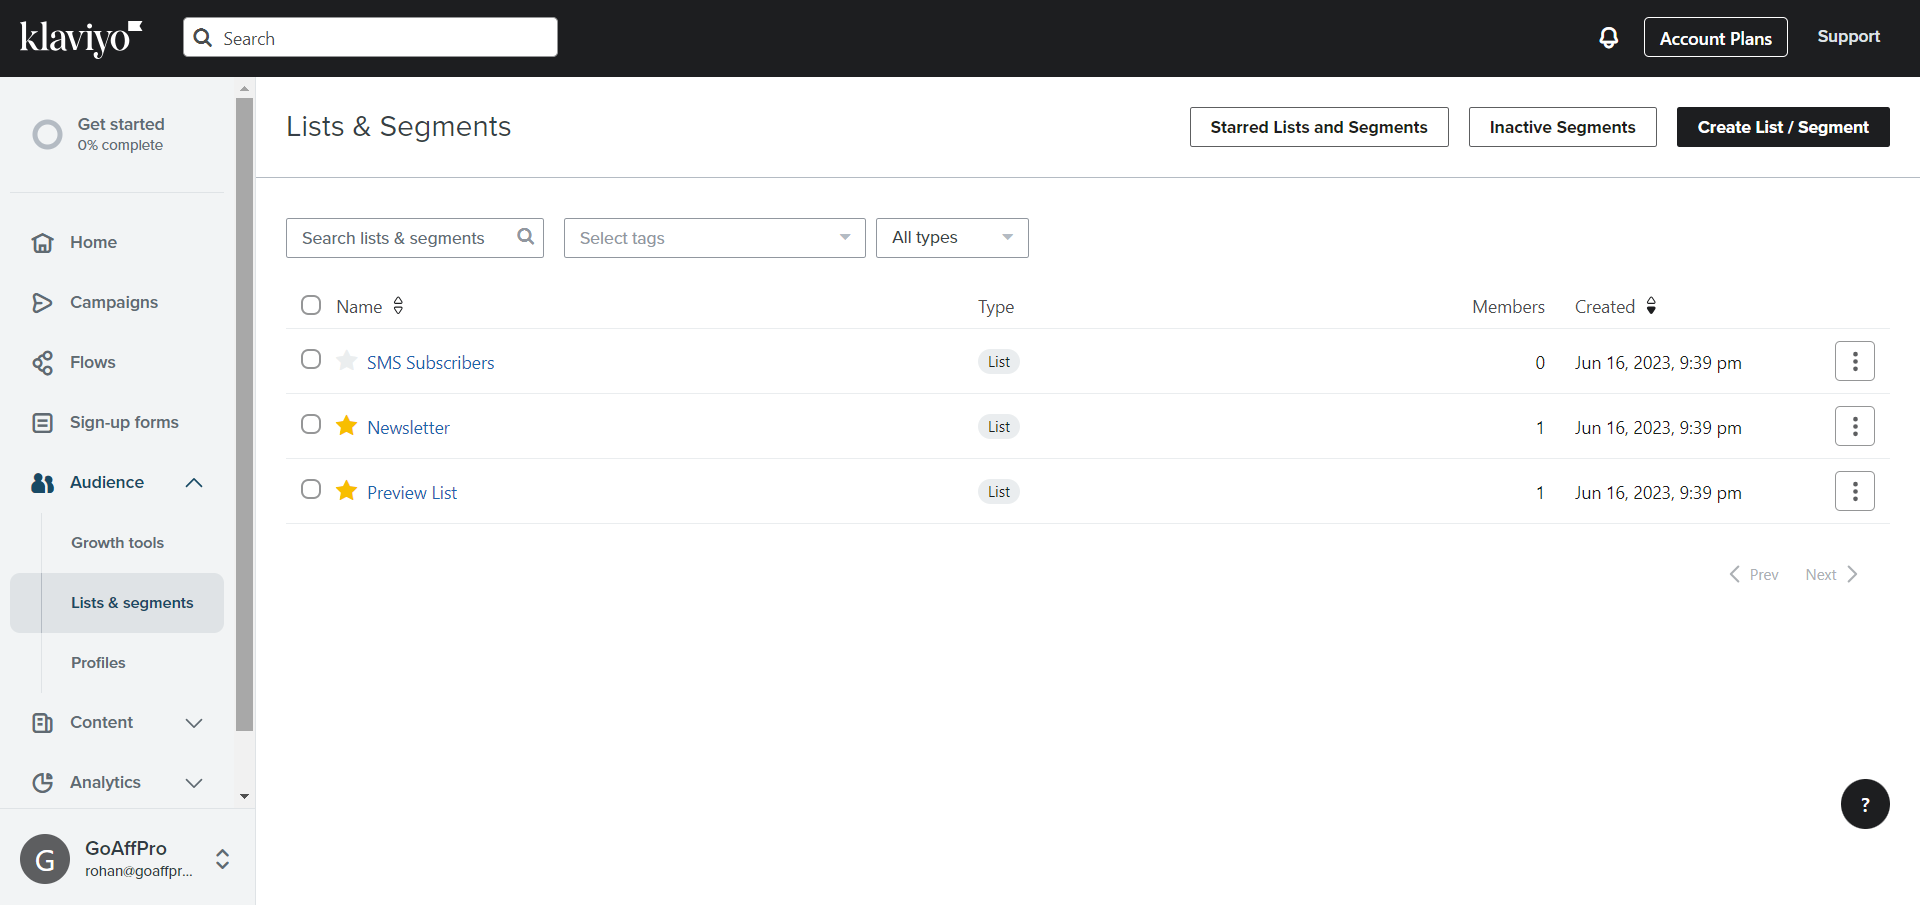 klaviyo
Search
Account Plans
Support
Get started
0% complete
Home
Campaigns
Flows
Sign-up forms
Audience
Growth tools
Lists & segments
Profiles
Content
Analytics
G
GoAffPro
rohan@goaffpr...
Lists & Segments
Starred Lists and Segments
Inactive Segments
Create List / Segment
Search lists & segments
Select tags
All types
Name Type Members Created
SMS Subscribers List 0 Jun 16, 2023, 9:39 pm
Newsletter List 1 Jun 16, 2023, 9:39 pm
Preview List List 1 Jun 16, 2023, 9:39 pm
Prev Next
?